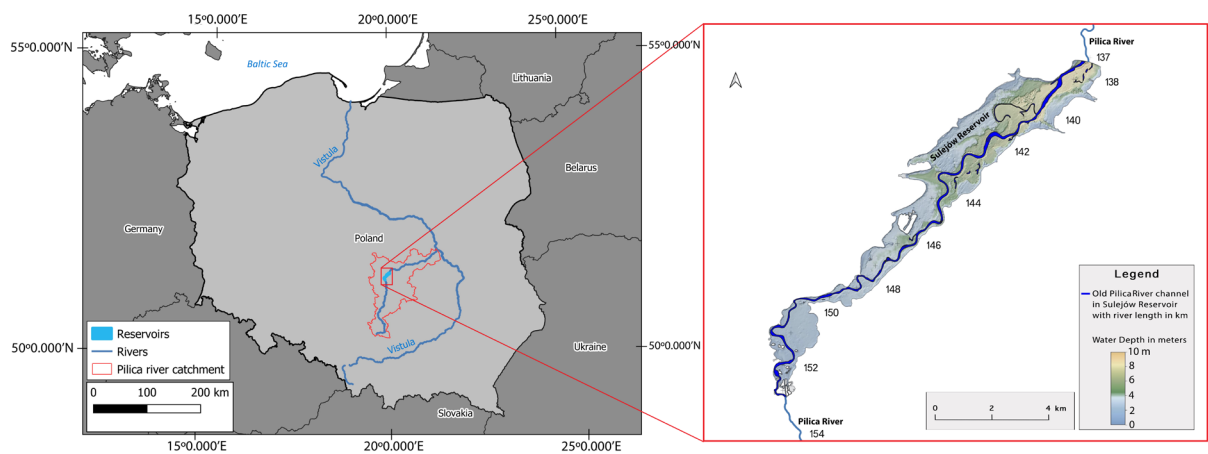 15º0.000'N
20º0.000'N
25º0.000'N
55º0.000'N
55º0.000'N
Baltic Sea
Lithuania
Vistula
Belarus
Germany
Poland
50º0.000'N
50º0.000'N
Ukraine
Vistula
Slovakia
Reservoirs
Rivers
Pilica river catchment
0 100 200 km
15º0.000'N
20º0.000'N
25º0.000'N
Pilica River
137
138
140
Sulejów Reservoir
142
144
146
148
150
152
Pilica River
154
Legend
Old PilicaRiver channel
in Sulejów Reservoir
with river length in km
Water Depth in meters
10 m
8
6
4
2
0
0 2 4 km